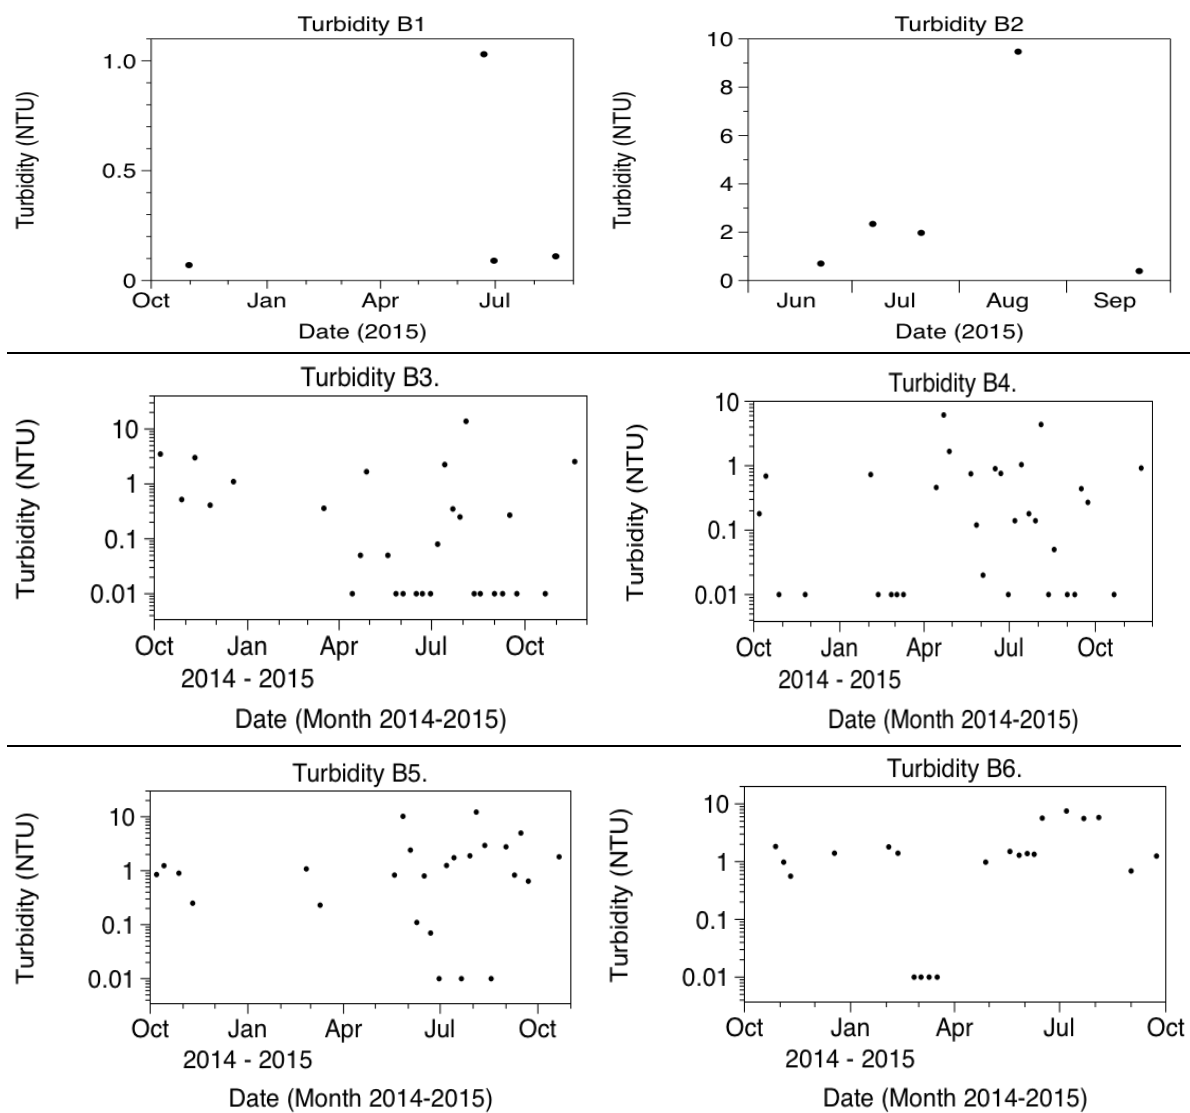 Turbidity B1
Turbidity (NTU)
1.0
0.5
0
Oct Jan Apr Jul
Date (2015)
Turbidity B2
Turbidity (NTU)
10
8
6
4
2
0
Jun Jul Aug Sep
Date (2015)
Turbidity B3.
Turbidity (NTU)
10
1
0.1
0.01
Oct Jan Apr Jul Oct
2014 - 2015
Date (Month 2014-2015)
Turbidity B4.
Turbidity (NTU)
10
1
0.1
0.01
Oct Jan Apr Jul Oct
2014 - 2015
Date (Month 2014-2015)
Turbidity B5.
Turbidity (NTU)
10
1
0.1
0.01
Oct Jan Apr Jul Oct
2014 - 2015
Date (Month 2014-2015)
Turbidity B6.
Turbidity (NTU)
10
1
0.1
0.01
Oct Jan Apr Jul Oct
2014 - 2015
Date (Month 2014-2015)